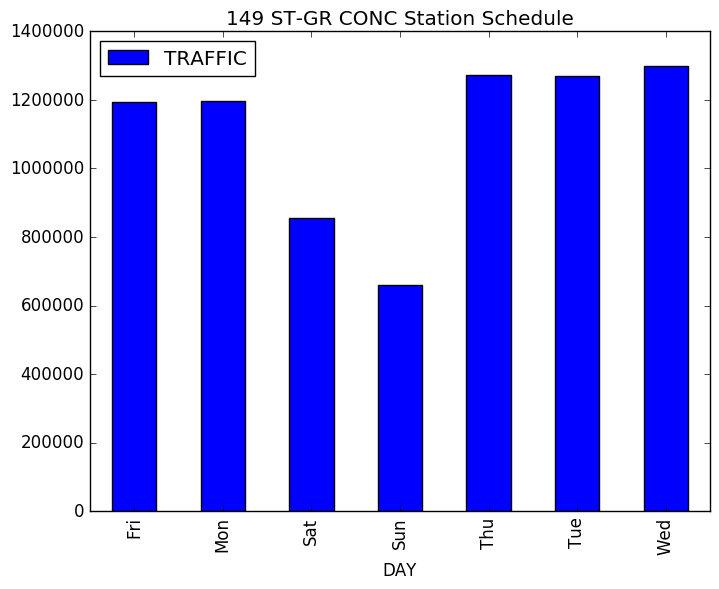 149 ST-GR CONC Station Schedule
TRAFFIC
1400000
1200000
1000000
800000
600000
400000
200000
0
Fri
Mon
Sat
Sun
Thu
Tue
Wed
DAY